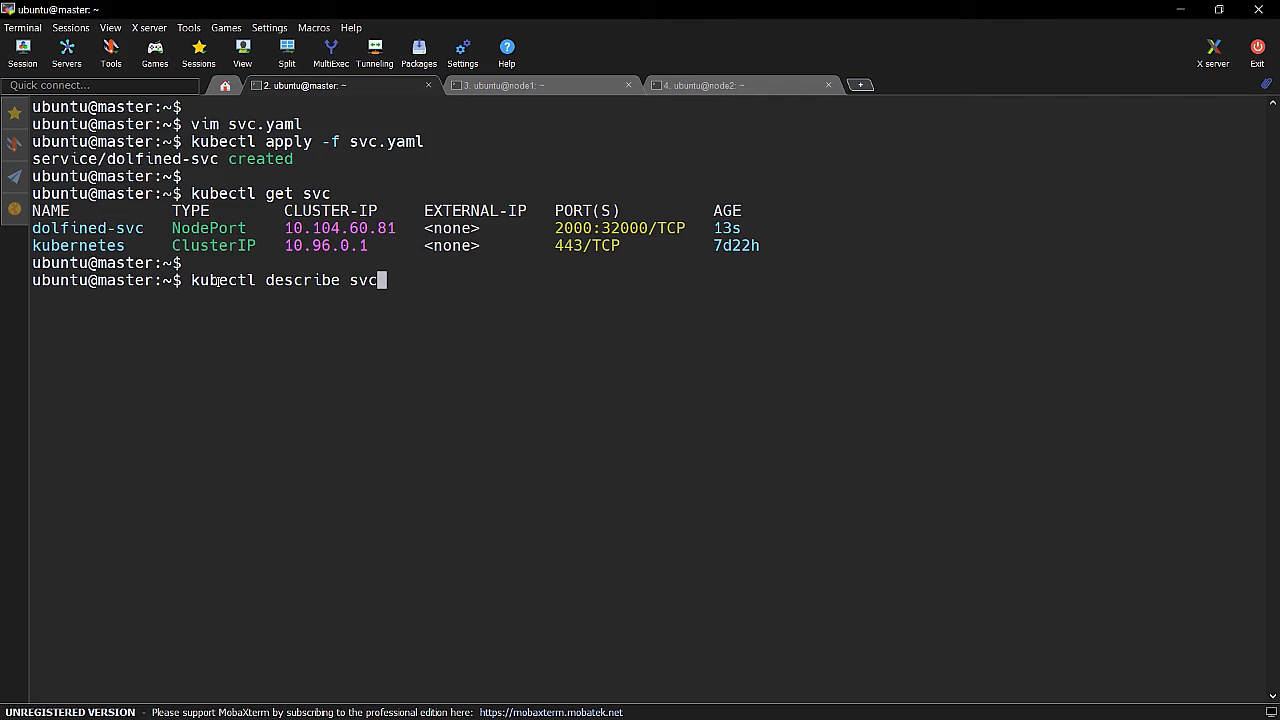 ubuntu@master: ~
Terminal Sessions View X server Tools Games Settings Macros Help
Session Servers Tools Games Sessions View Split MultiExec Tunneling Packages Settings Help X server Exit
Quick connect... 2. ubuntu@master: ~ 3. ubuntu@node1: ~ 4. ubuntu@node2: ~
ubuntu@master:~$
ubuntu@master:~$ vim svc.yaml
ubuntu@master:~$ kubectl apply -f svc.yaml
service/dolfined-svc created
ubuntu@master:~$
ubuntu@master:~$ kubectl get svc
NAME TYPE CLUSTER-IP EXTERNAL-IP PORT(S) AGE
dolfined-svc NodePort 10.104.60.81 <none> 2000:32000/TCP 13s
kubernetes ClusterIP 10.96.0.1 <none> 443/TCP 7d22h
ubuntu@master:~$
ubuntu@master:~$ kubectl describe svc
UNREGISTERED VERSION - Please support MobaXterm by subscribing to the professional edition here: https://mobaxterm.mobatek.net